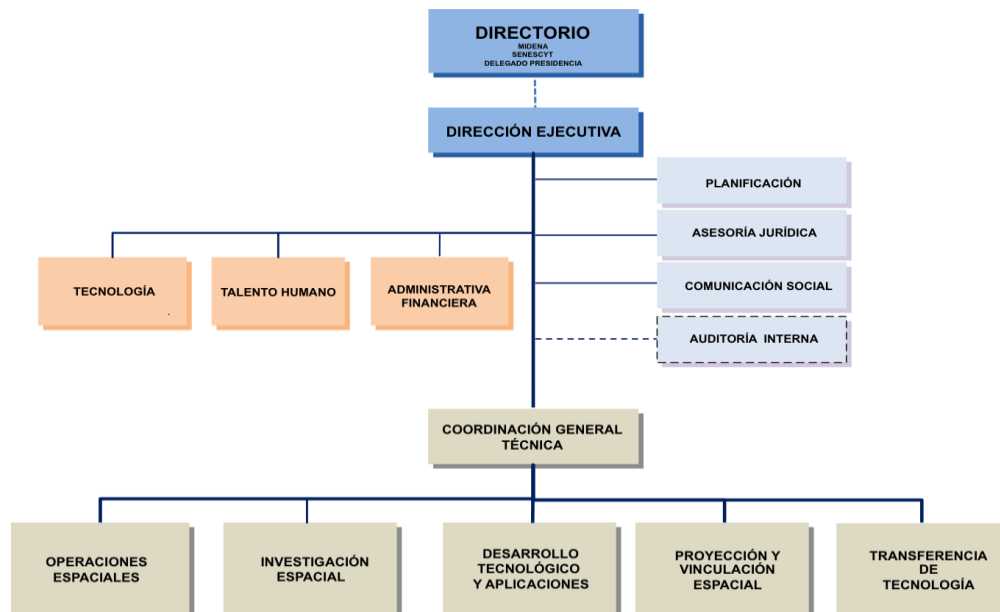 DIRECTORIO
MIDENA
SENESCYT
DELEGADO PRESIDENCIA
DIRECCIÓN EJECUTIVA
PLANIFICACIÓN
ASESORÍA JURÍDICA
COMUNICACIÓN SOCIAL
AUDITORÍA INTERNA
TECNOLOGÍA
.
TALENTO HUMANO
ADMINISTRATIVA
FINANCIERA
COORDINACIÓN GENERAL
TÉCNICA
OPERACIONES
ESPACIALES
INVESTIGACIÓN
ESPACIAL
DESARROLLO
TECNOLÓGICO
Y APLICACIONES
PROYECCIÓN Y
VINCULACIÓN
ESPACIAL
TRANSFERENCIA
DE
TECNOLOGÍA